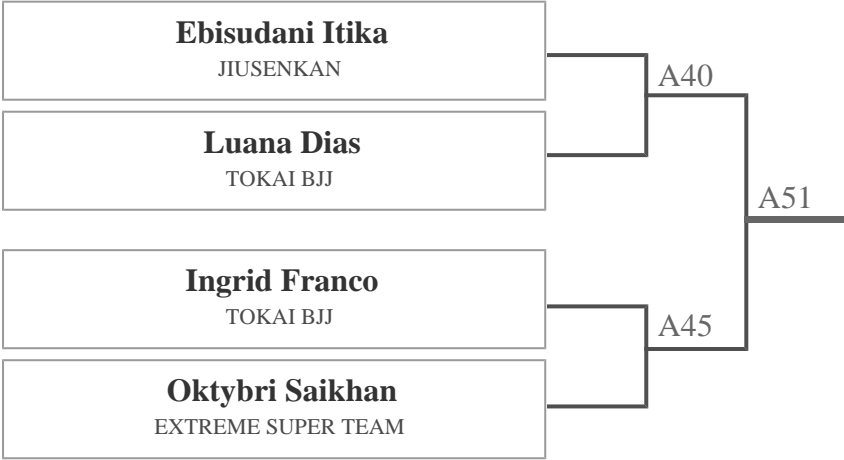 Ebisudani Itika
JIUSENKAN
A40
Luana Dias
TOKAI BJJ
A51
Ingrid Franco
TOKAI BJJ
A45
Oktybri Saikhan
EXTREME SUPER TEAM